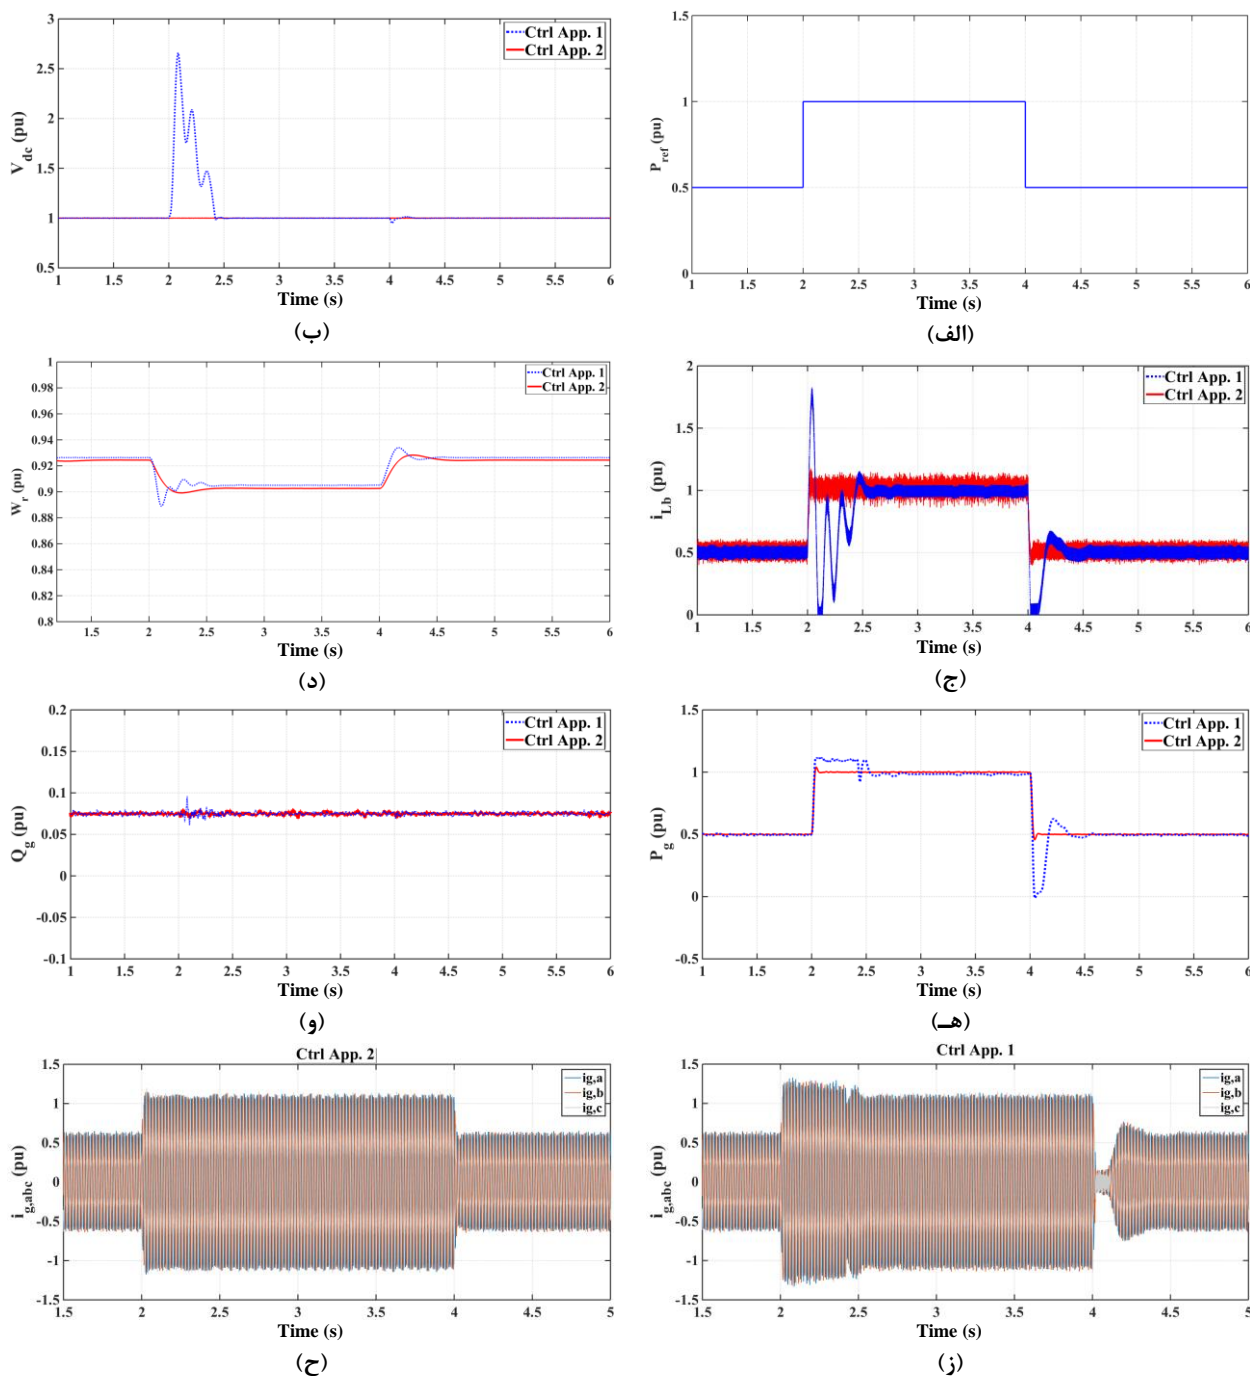 3
2.5
2
1.5
1
0.5
V_dc (pu)
Ctrl App. 1
Ctrl App. 2
1 1.5 2 2.5 3 3.5 4 4.5 5 5.5 6
Time (s)
(ب)
1.5
1
0.5
0
P_ref (pu)
1 1.5 2 2.5 3 3.5 4 4.5 5 5.5 6
Time (s)
(الف)
1
0.98
0.96
0.94
0.92
0.9
0.88
0.86
0.84
0.82
0.8
W_r (pu)
Ctrl App. 1
Ctrl App. 2
1.5 2 2.5 3 3.5 4 4.5 5 5.5 6
Time (s)
(د)
2
1.5
1
0.5
0
i_Lb (pu)
Ctrl App. 1
Ctrl App. 2
1 1.5 2 2.5 3 3.5 4 4.5 5 5.5 6
Time (s)
(ج)
0.2
0.15
0.1
0.05
0
-0.05
-0.1
Q_g (pu)
Ctrl App. 1
Ctrl App. 2
1 1.5 2 2.5 3 3.5 4 4.5 5 5.5 6
Time (s)
(و)
1.5
1
0.5
0
-0.5
P_g (pu)
Ctrl App. 1
Ctrl App. 2
1 1.5 2 2.5 3 3.5 4 4.5 5 5.5 6
Time (s)
(هـ)
Ctrl App. 2
1.5
1
0.5
0
-0.5
-1
-1.5
i_g,abc (pu)
ig,a
ig,b
ig,c
1.5 2 2.5 3 3.5 4 4.5 5
Time (s)
(ح)
Ctrl App. 1
1.5
1
0.5
0
-0.5
-1
-1.5
i_g,abc (pu)
ig,a
ig,b
ig,c
1.5 2 2.5 3 3.5 4 4.5 5
Time (s)
(ز)